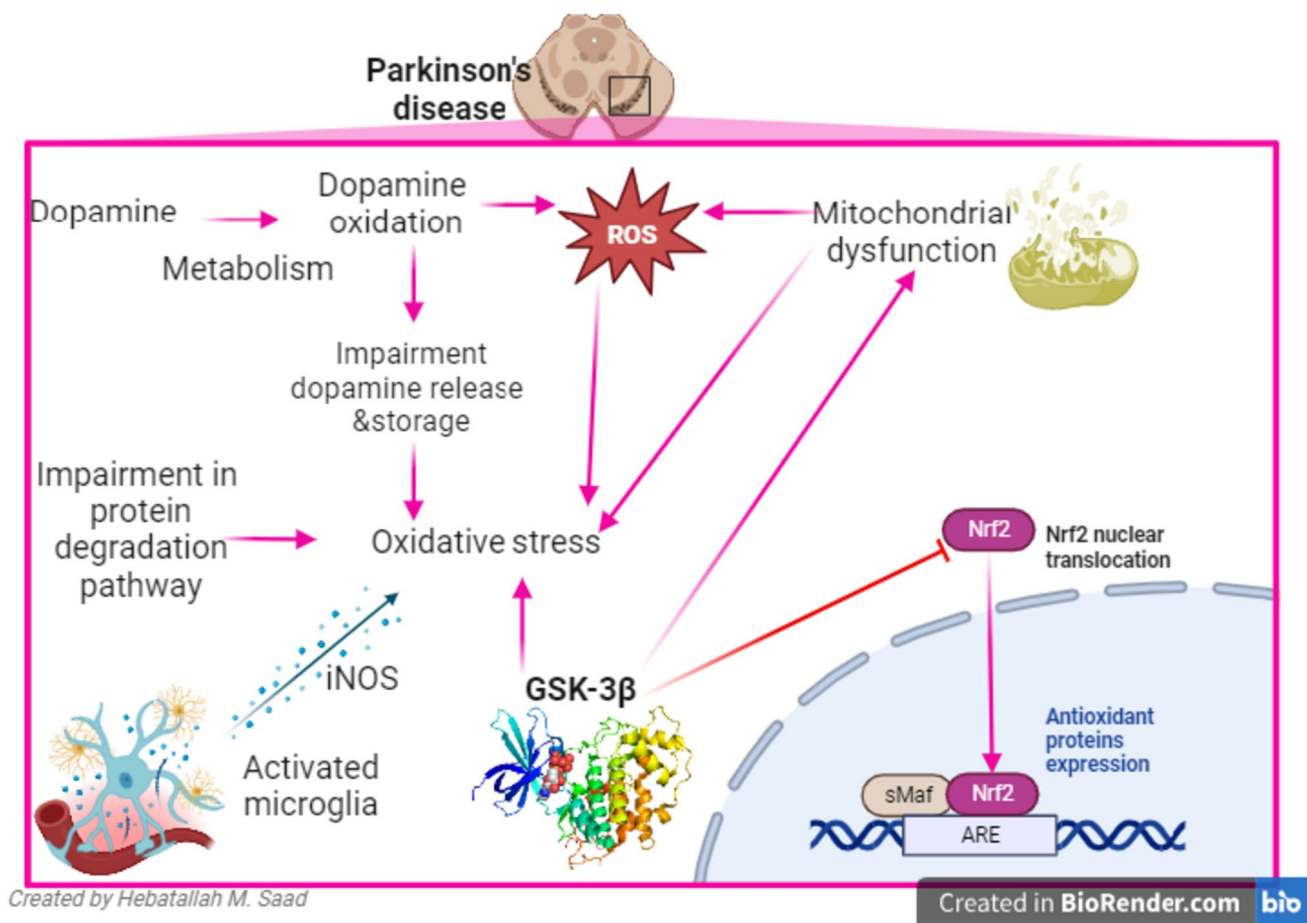 Parkinson's
disease
Dopamine
Dopamine
oxidation
Metabolism
ROS
Mitochondrial
dysfunction
Impairment
dopamine release
&storage
Impairment in
protein
degradation
pathway
Oxidative stress
Nrf2
Nrf2 nuclear
translocation
iNOS
GSK-3β
Activated
microglia
Antioxidant
proteins
expression
sMaf
Nrf2
ARE
Created by Hebatallah M. Saad
Created in BioRender.com bio